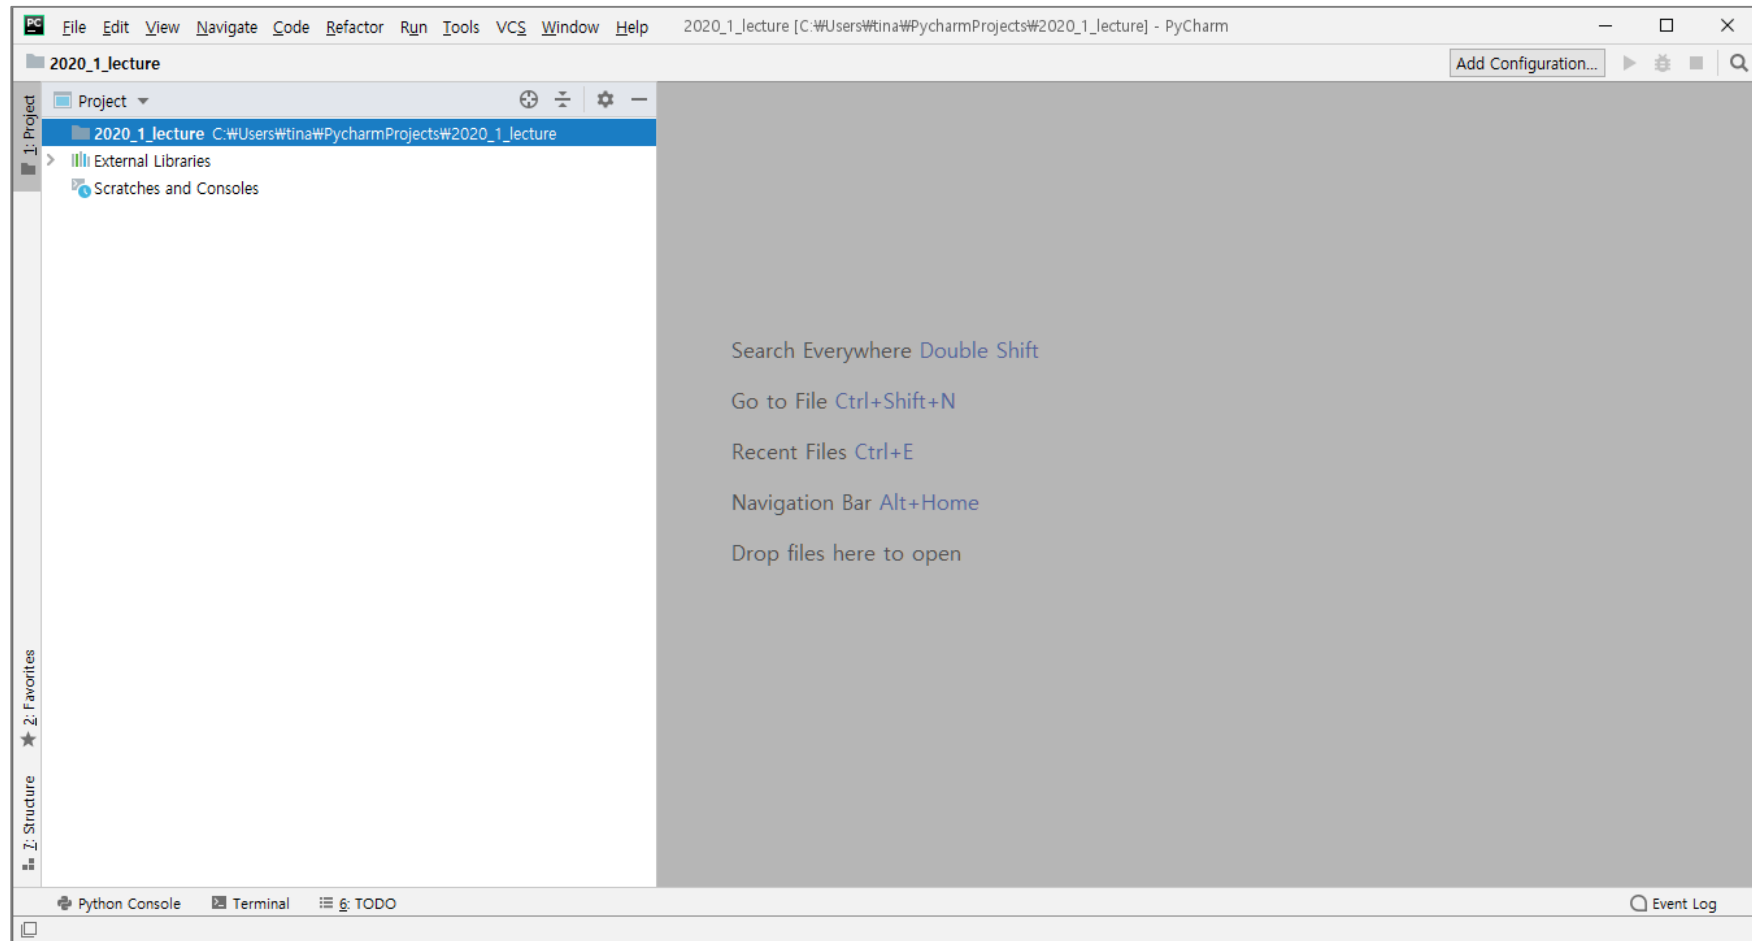 PC File Edit View Navigate Code Refactor Run Tools VCS Window Help 2020_1_lecture [C:₩Users₩tina₩PycharmProjects₩2020_1_lecture] - PyCharm
2020_1_lecture Add Configuration...
1: Project
Project
2020_1_lecture C:₩Users₩tina₩PycharmProjects₩2020_1_lecture
External Libraries
Scratches and Consoles
Search Everywhere Double Shift
Go to File Ctrl+Shift+N
Recent Files Ctrl+E
Navigation Bar Alt+Home
Drop files here to open
2: Favorites
7: Structure
Python Console Terminal 6: TODO Event Log